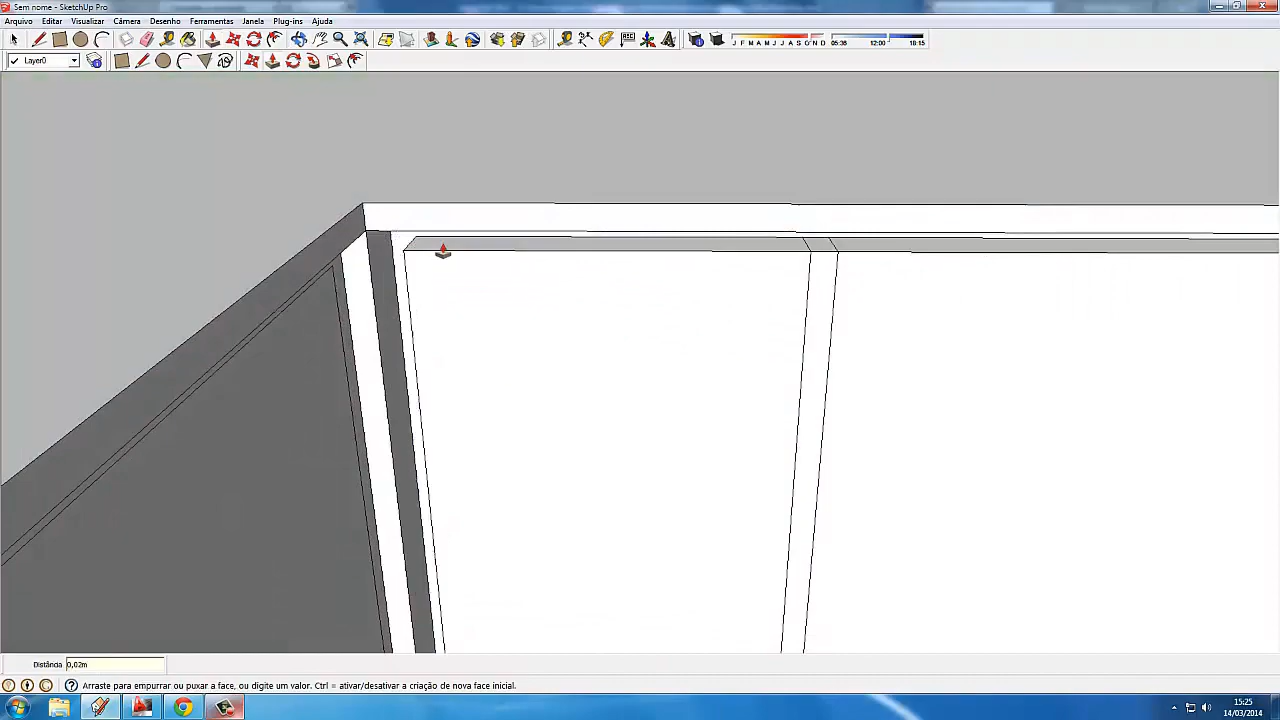 Sem nome - SketchUp Pro
Arquivo Editar Visualizar Câmera Desenho Ferramentas Janela Plug-ins Ajuda
J F M A M J J A S O N D 05:36 12:00 18:15
Layer0
Distância 0,02m
Arraste para empurrar ou puxar a face, ou digite um valor. Ctrl = ativar/desativar a criação de nova face inicial.
15:25
14/03/2014